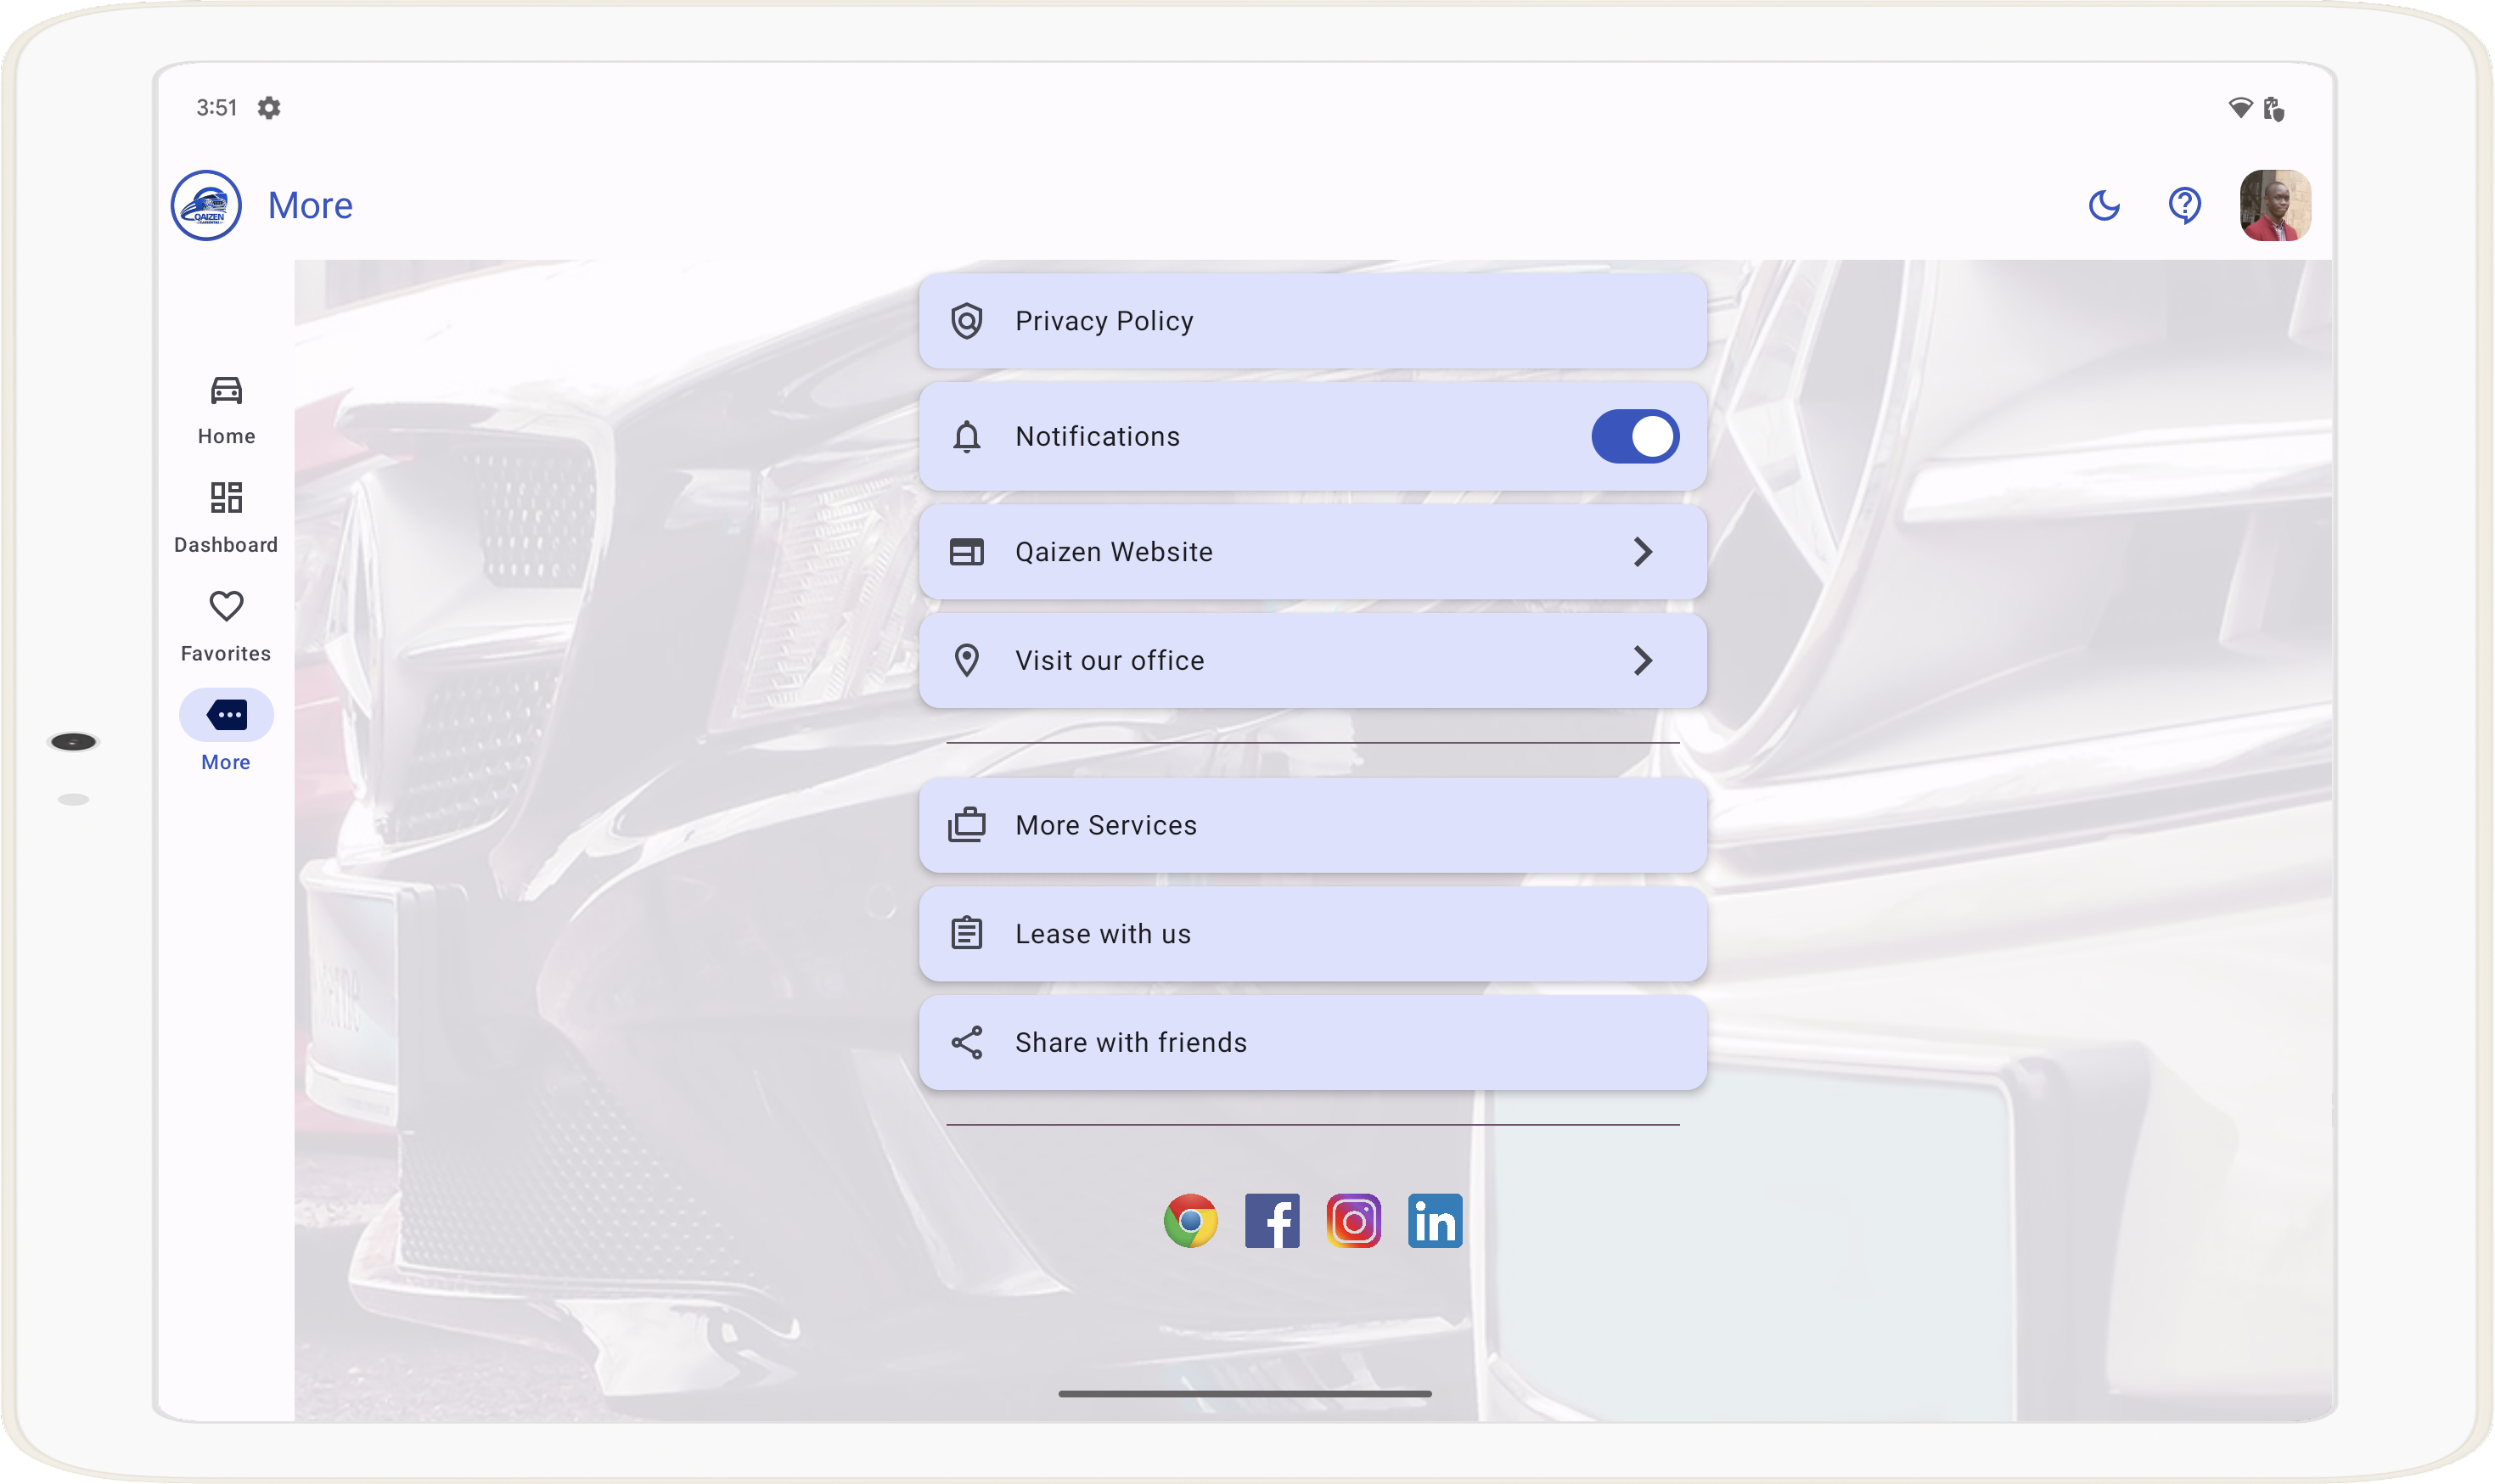 3:51
QAIZEN
More
Home
Dashboard
Favorites
More
Privacy Policy
Notifications
Qaizen Website
Visit our office
More Services
Lease with us
Share with friends